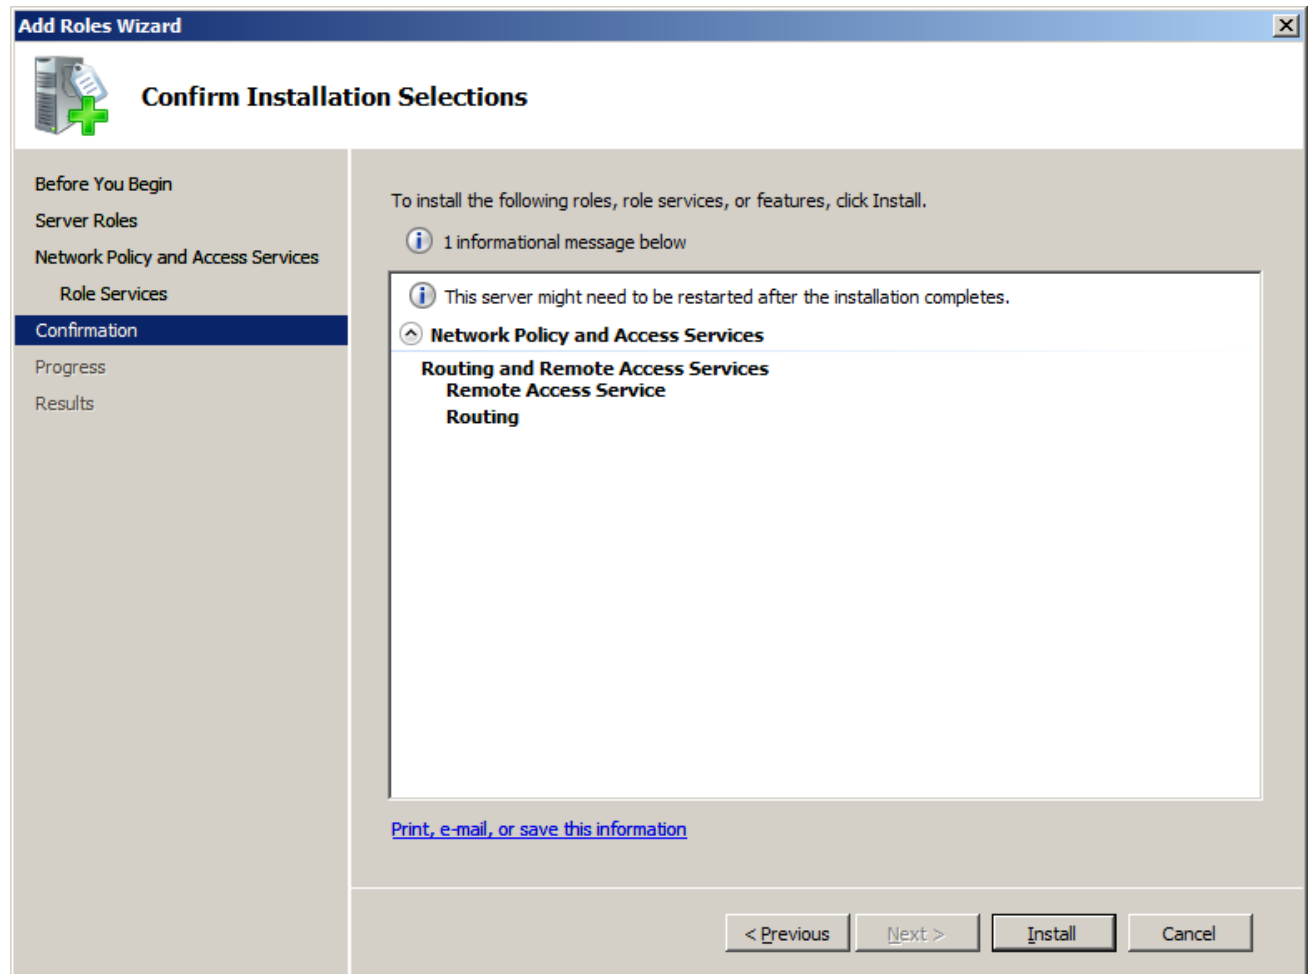 Add Roles Wizard
Confirm Installation Selections
Before You Begin
Server Roles
Network Policy and Access Services
Role Services
Confirmation
Progress
Results
To install the following roles, role services, or features, click Install.
1 informational message below
This server might need to be restarted after the installation completes.
Network Policy and Access Services
Routing and Remote Access Services
Remote Access Service
Routing
Print, e-mail, or save this information
< Previous
Next >
Install
Cancel